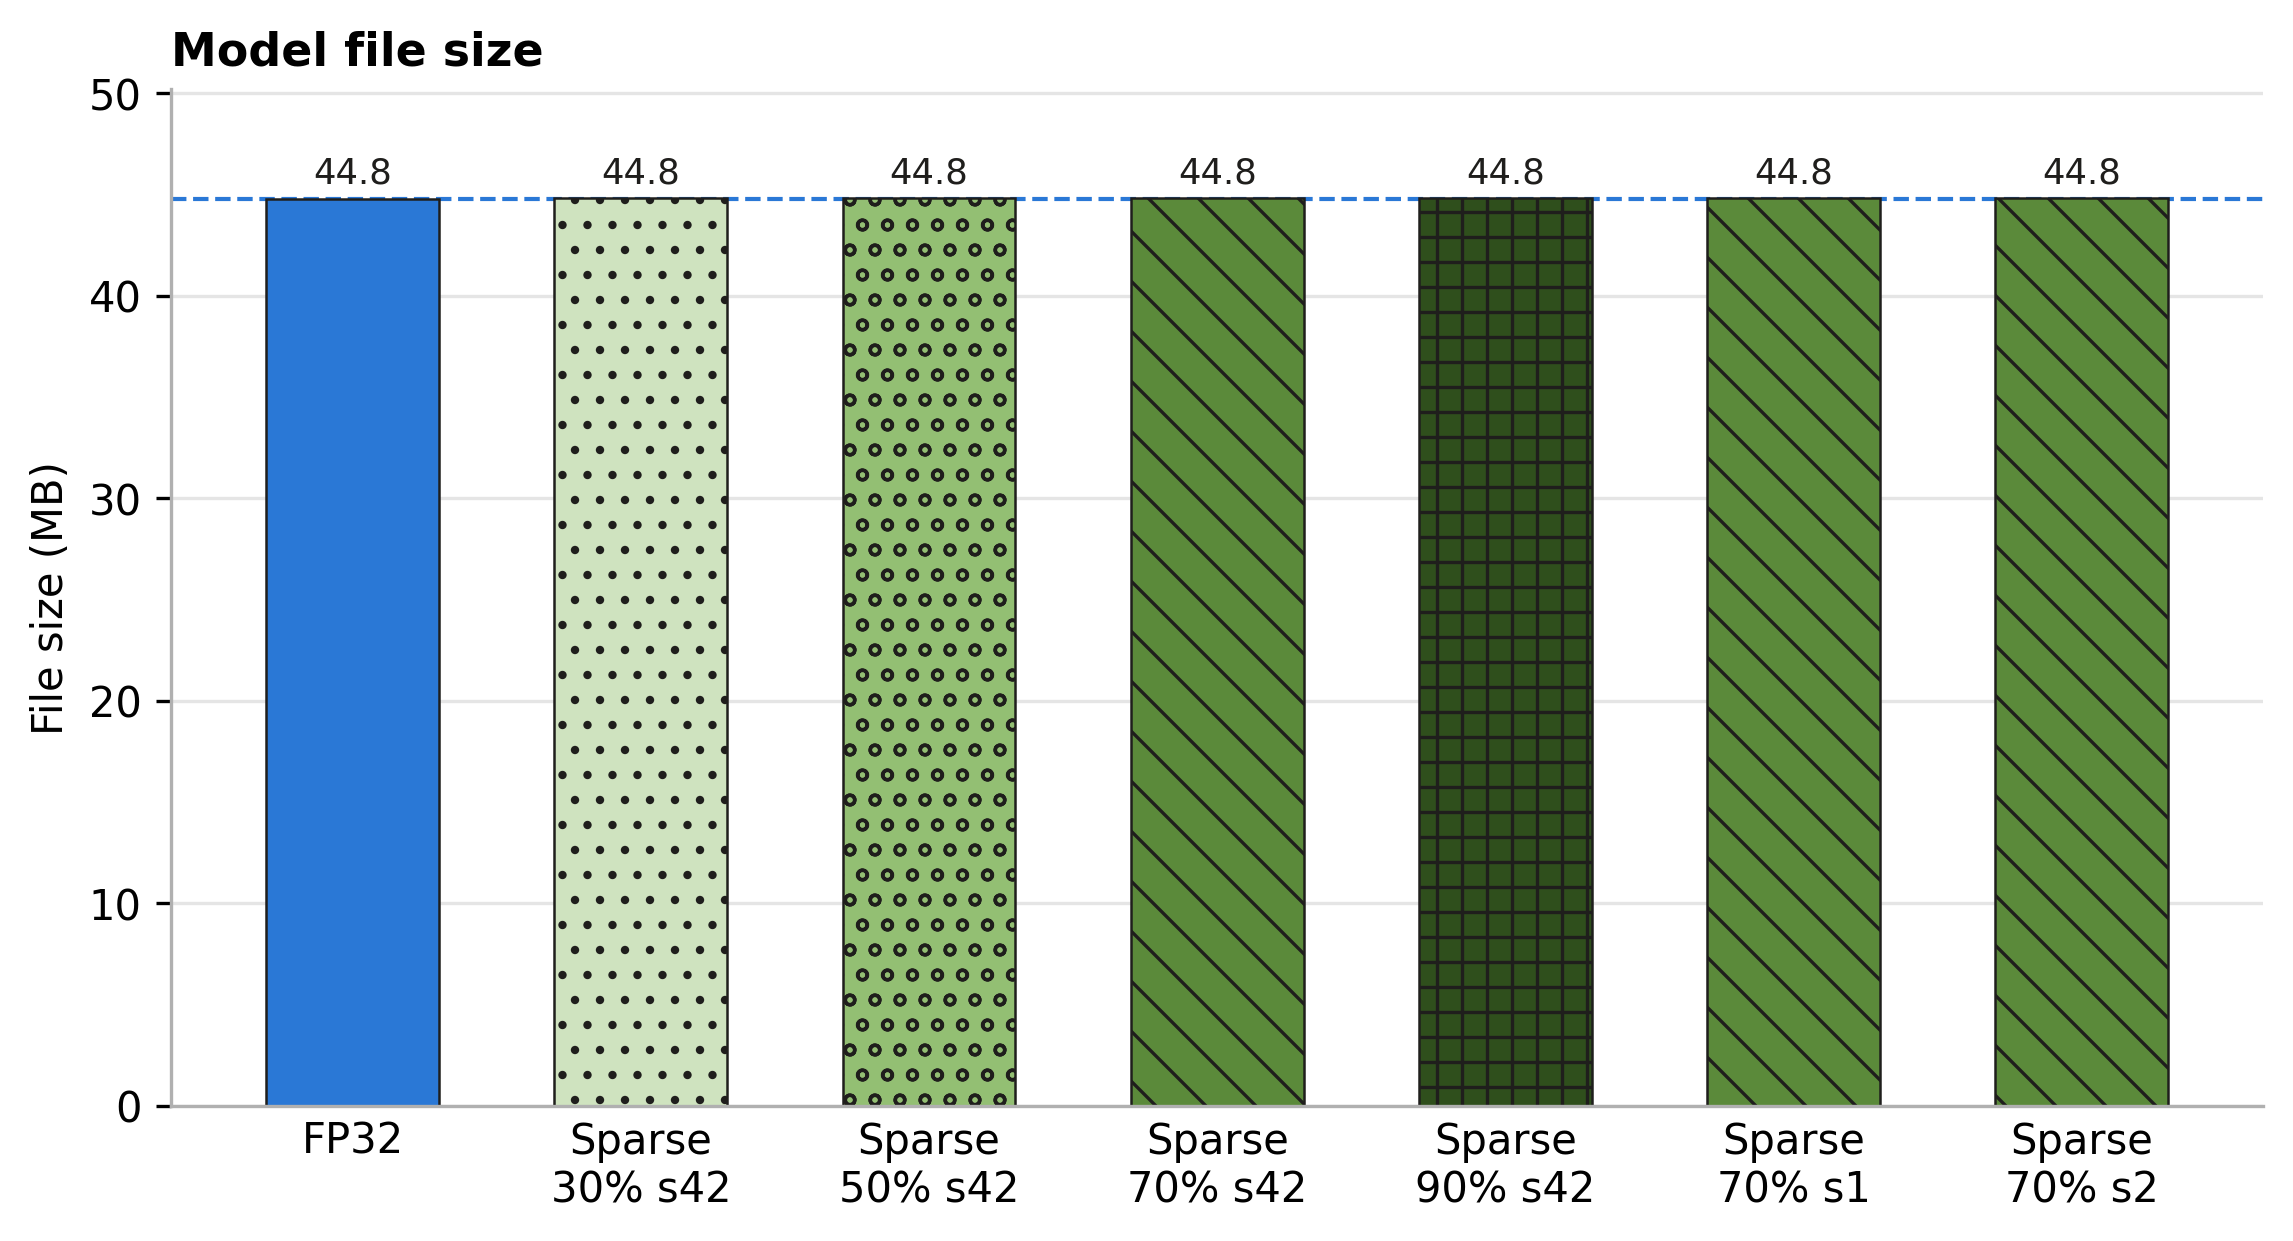 Model file size
50
40
30
20
10
0
File size (MB)
44.8
44.8
44.8
44.8
44.8
44.8
44.8
FP32
Sparse
30% s42
Sparse
50% s42
Sparse
70% s42
Sparse
90% s42
Sparse
70% s1
Sparse
70% s2